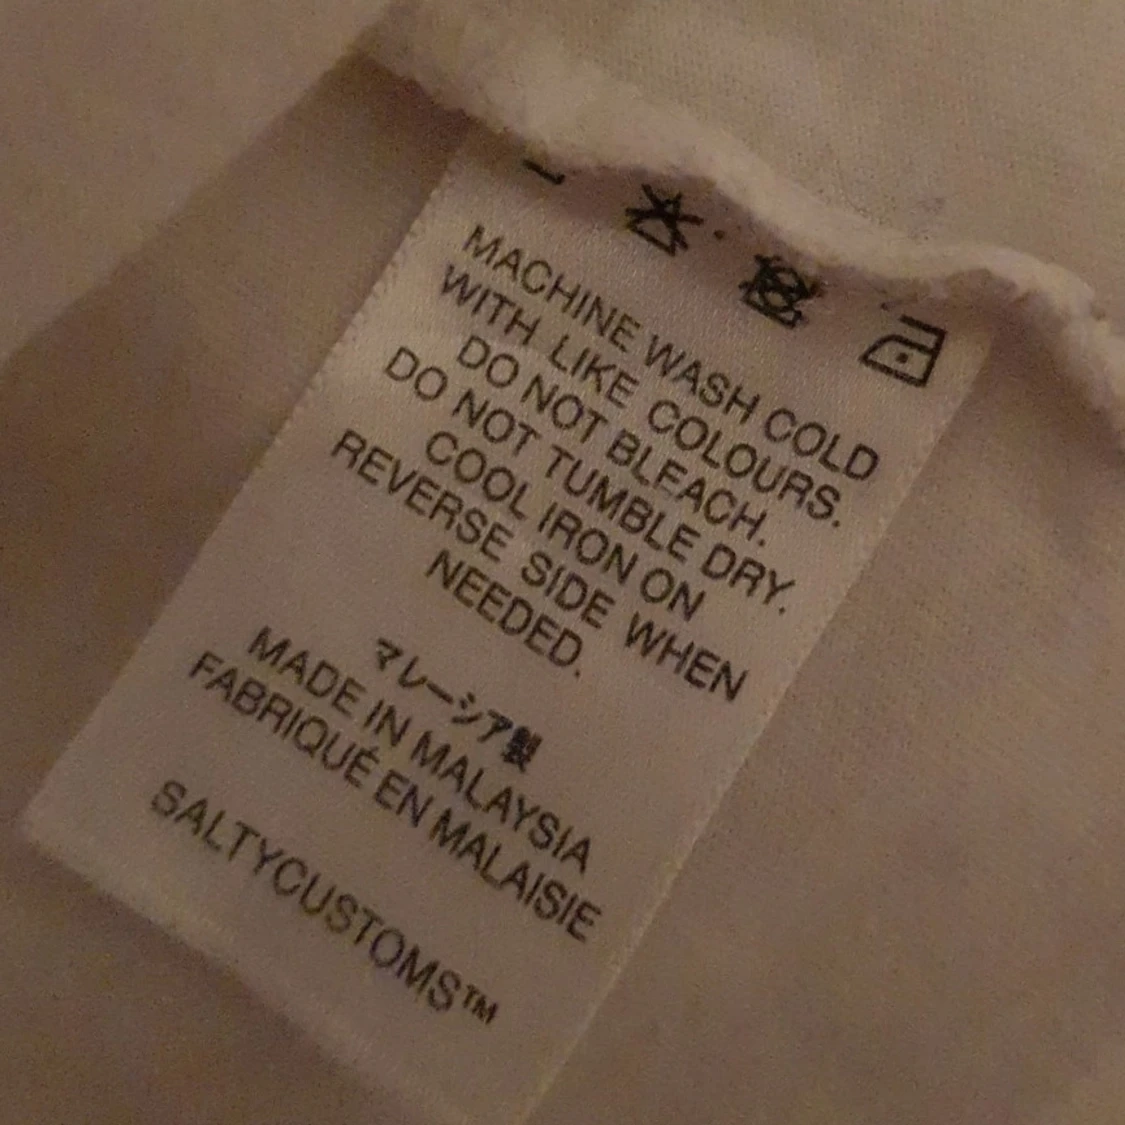 MACHINE WASH COLD
WITH LIKE COLOURS.
DO NOT BLEACH.
DO NOT TUMBLE DRY.
COOL IRON ON
REVERSE SIDE WHEN
NEEDED.
マレーシア製
MADE IN MALAYSIA
FABRIQUÉ EN MALAISIE
SALTYCUSTOMS™